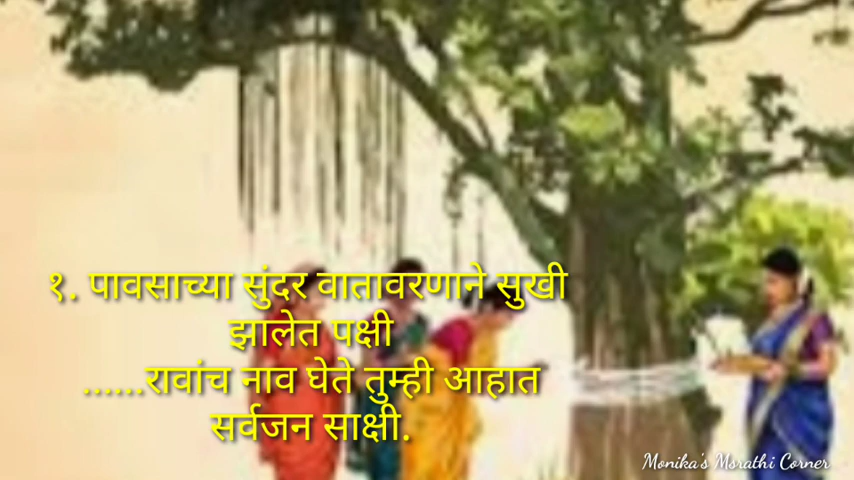 १. पावसाच्या सुंदर वातावरणाने सुखी
झालेत पक्षी
......रावांच नाव घेते तुम्ही आहात
सर्वजन साक्षी.
Monika's Marathi Corner